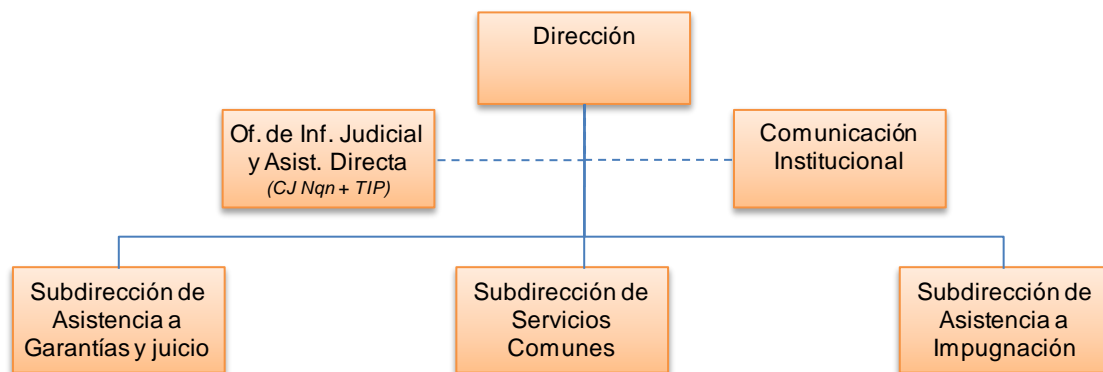 Dirección
Of. de Inf. Judicial
y Asist. Directa
(CJ Nqn + TIP)
Comunicación
Institucional
Subdirección de
Asistencia a
Garantías y juicio
Subdirección de
Servicios
Comunes
Subdirección de
Asistencia a
Impugnación